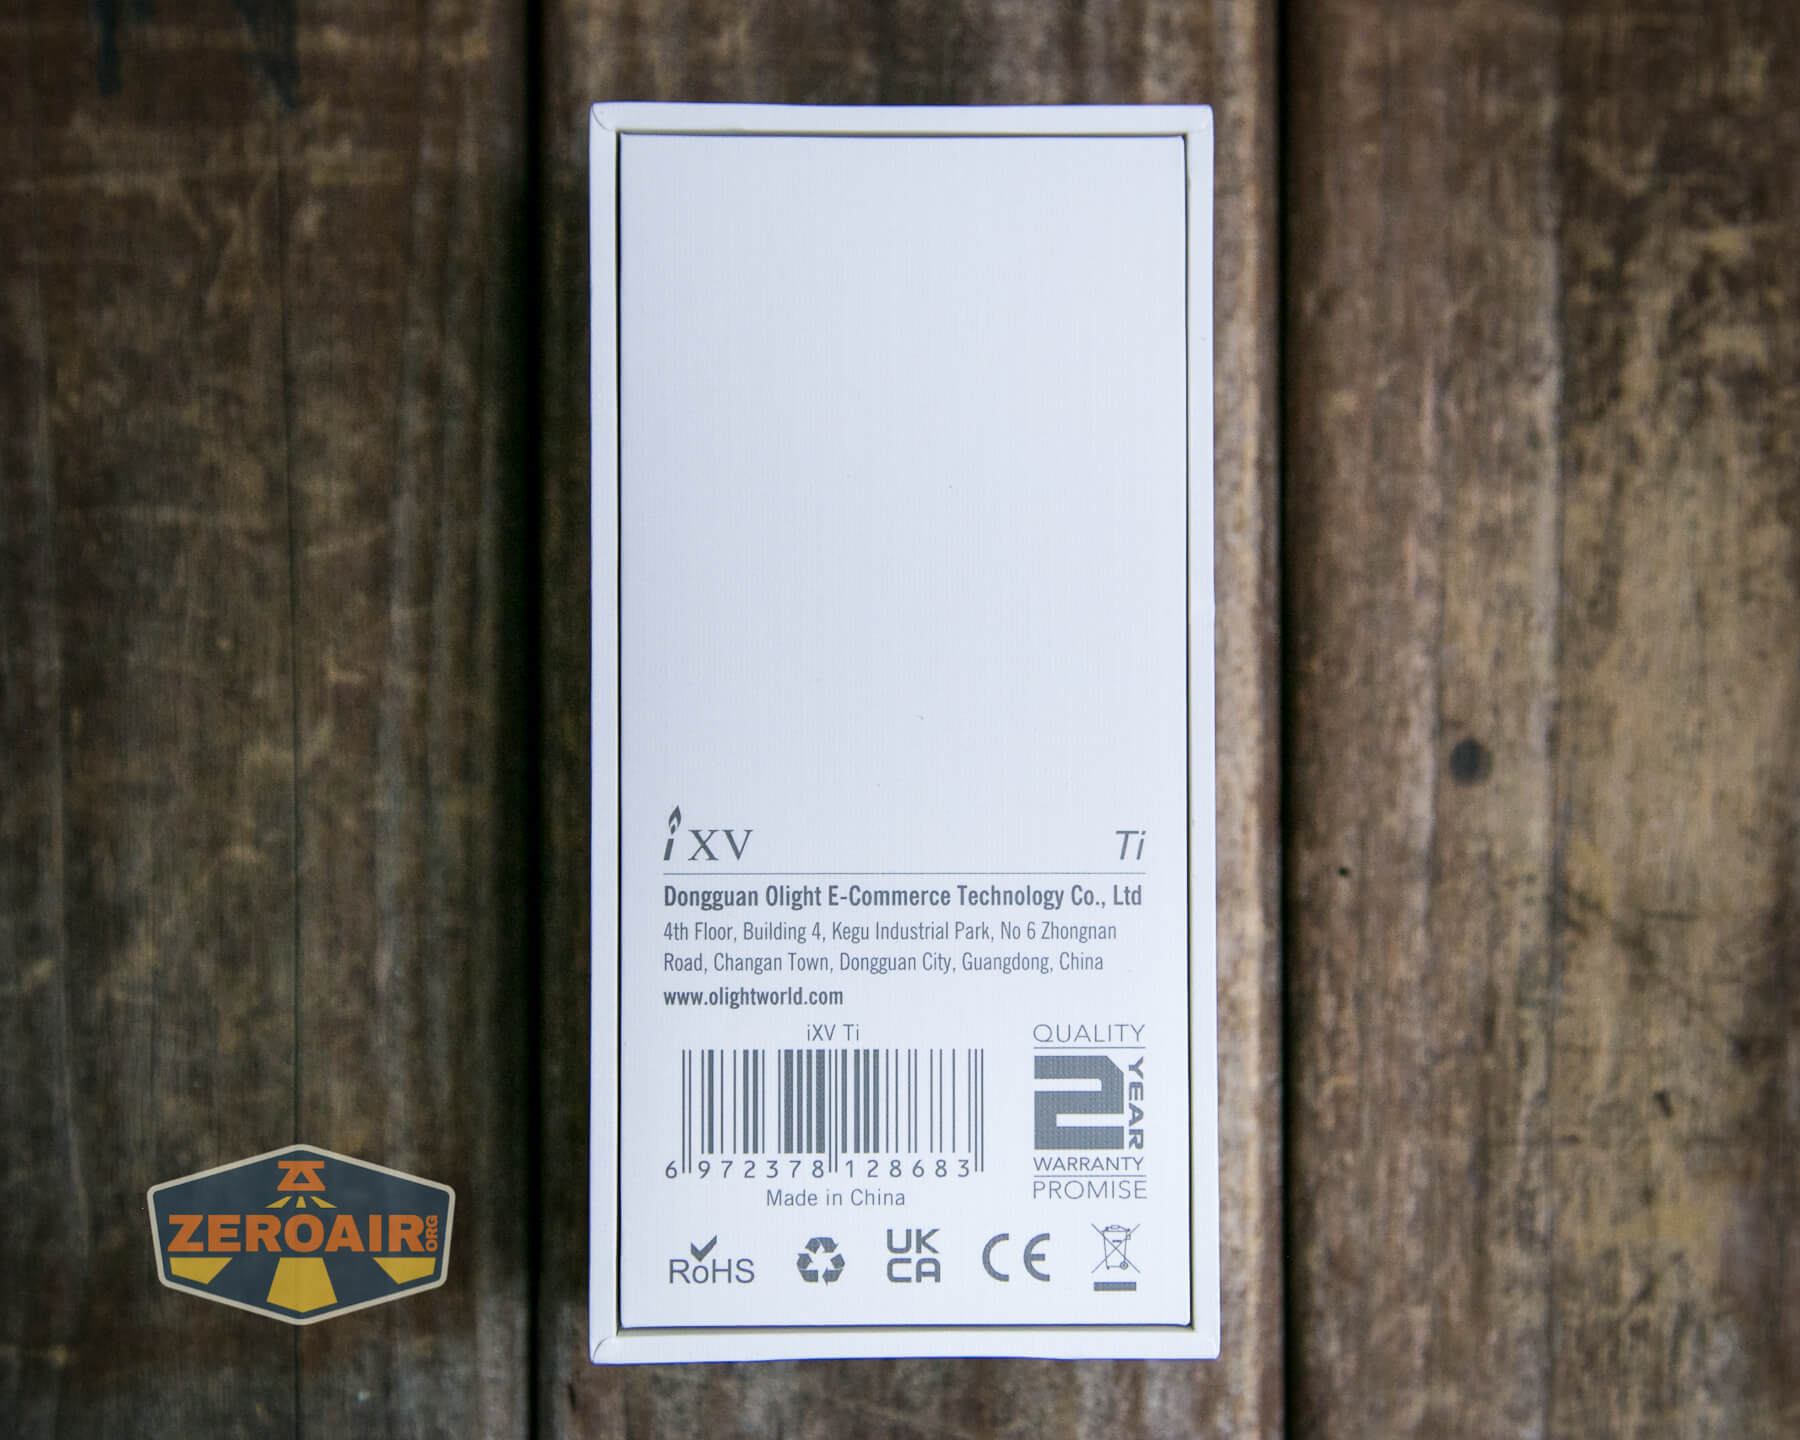 iXV Ti
Dongguan Olight E-Commerce Technology Co., Ltd
4th Floor, Building 4, Kegu Industrial Park, No 6 Zhongnan
Road, Changan Town, Dongguan City, Guangdong, China
www.olightworld.com
iXV Ti
6 972378 128683
Made in China
QUALITY
2 YEAR
WARRANTY
PROMISE
RoHS
UK
CA
CE
ZEROAIR.ORG